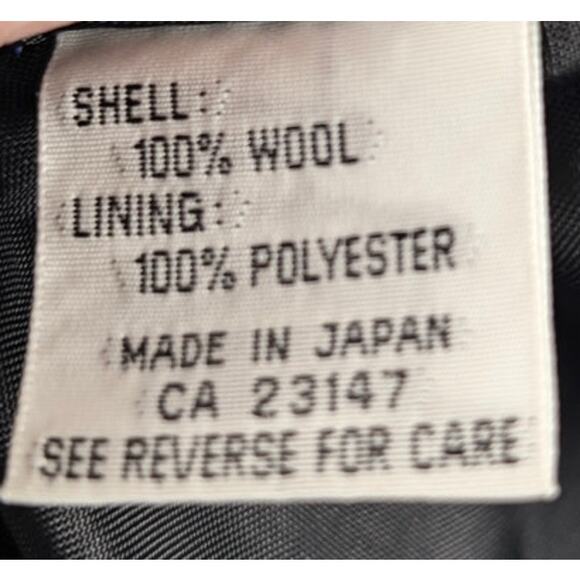 SHELL:
100% WOOL
LINING:
100% POLYESTER
MADE IN JAPAN
CA 23147
SEE REVERSE FOR CARE